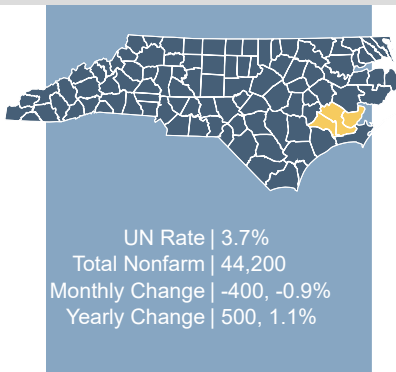 UN Rate | 3.7%
Total Nonfarm | 44,200
Monthly Change | -400, -0.9%
Yearly Change | 500, 1.1%